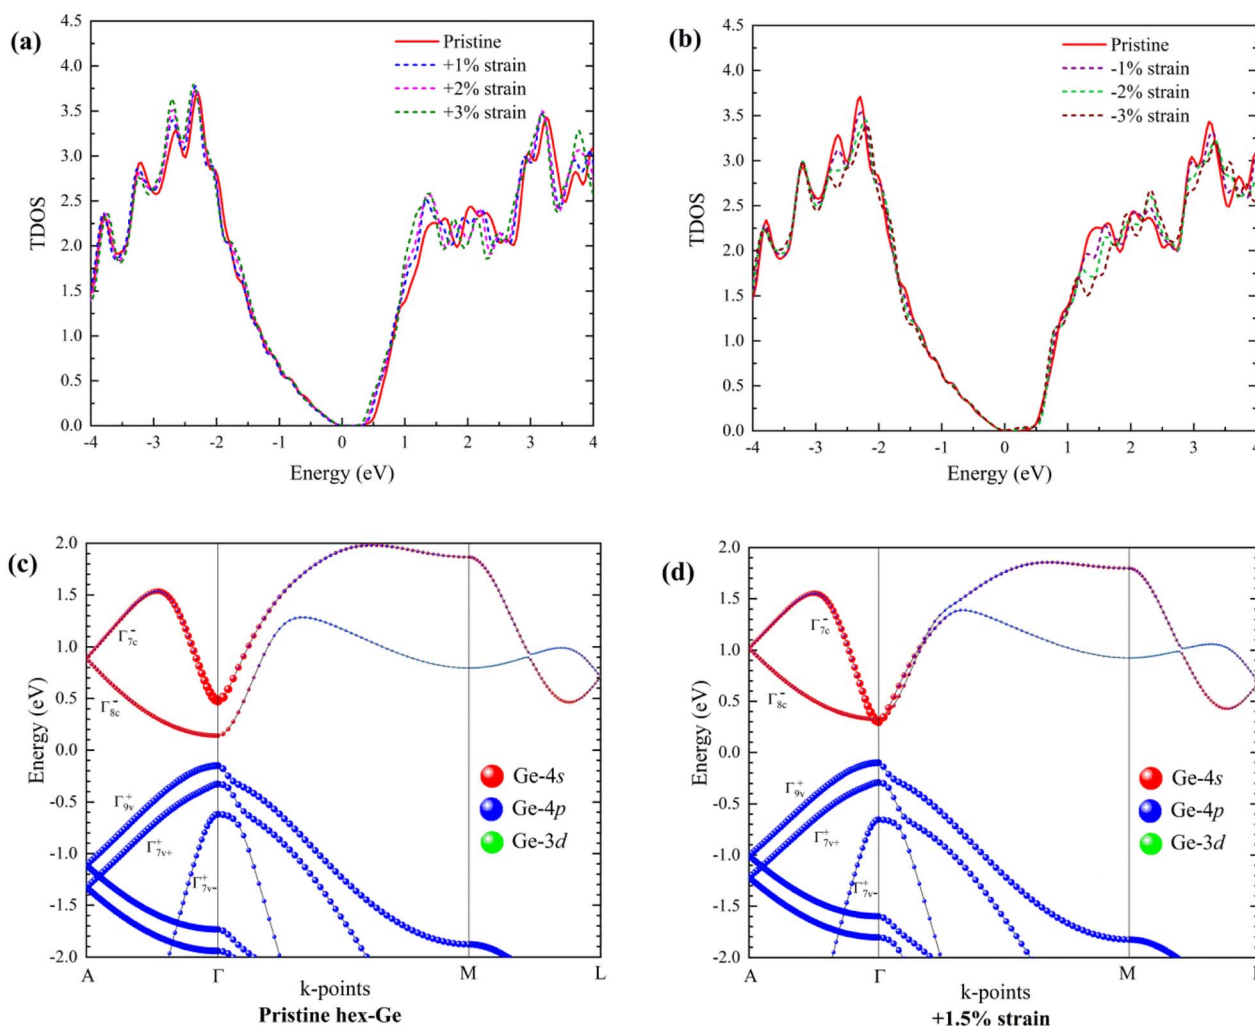 (a)
4.5
4.0
3.5
3.0
2.5
2.0
1.5
1.0
0.5
0.0
TDOS
Pristine
+1% strain
+2% strain
+3% strain
-4 -3 -2 -1 0 1 2 3 4
Energy (eV)
(b)
4.5
4.0
3.5
3.0
2.5
2.0
1.5
1.0
0.5
0.0
TDOS
Pristine
-1% strain
-2% strain
-3% strain
-4 -3 -2 -1 0 1 2 3 4
Energy (eV)
(c)
2.0
1.5
1.0
0.5
0.0
-0.5
-1.0
-1.5
-2.0
Energy (eV)
Γ7c-
Γ8c-
Γ9v+
Γ7v++
Γ7v-+
Ge-4s
Ge-4p
Ge-3d
A Γ M L
k-points
Pristine hex-Ge
(d)
2.0
1.5
1.0
0.5
0.0
-0.5
-1.0
-1.5
-2.0
Energy (eV)
Γ7c-
Γ8c-
Γ9v+
Γ7v++
Γ7v-+
Ge-4s
Ge-4p
Ge-3d
A Γ M
k-points
+1.5% strain